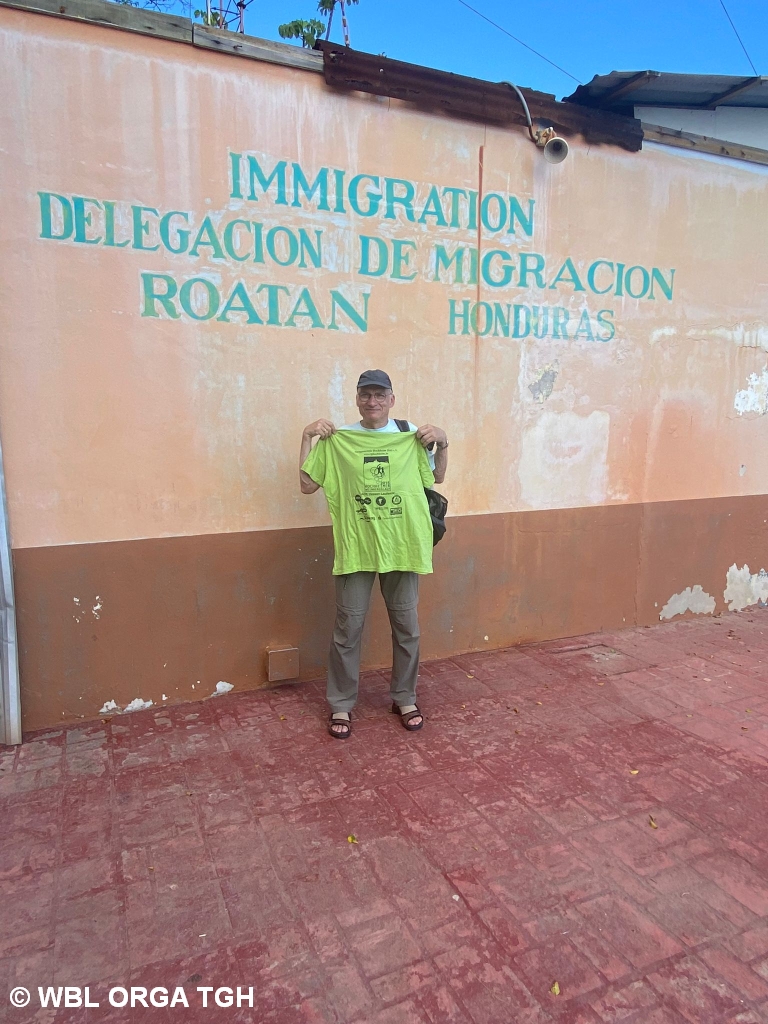 IMMIGRATION
DELEGACION DE MIGRACION
ROATAN HONDURAS
© WBL ORGA TGH